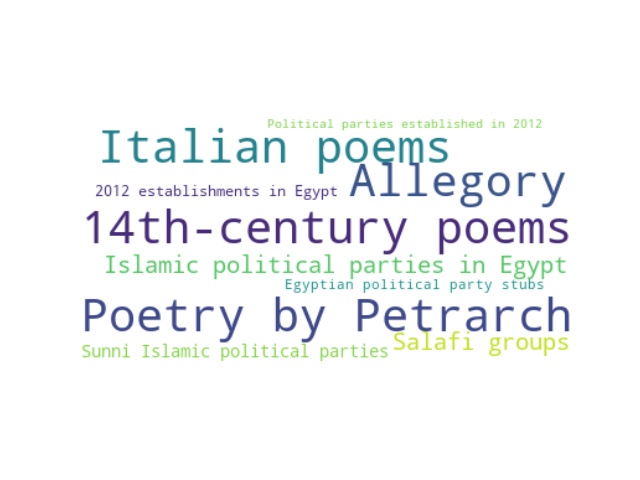 Political parties established in 2012
Italian poems
Allegory
2012 establishments in Egypt
14th-century poems
Islamic political parties in Egypt
Egyptian political party stubs
Poetry by Petrarch
Salafi groups
Sunni Islamic political parties